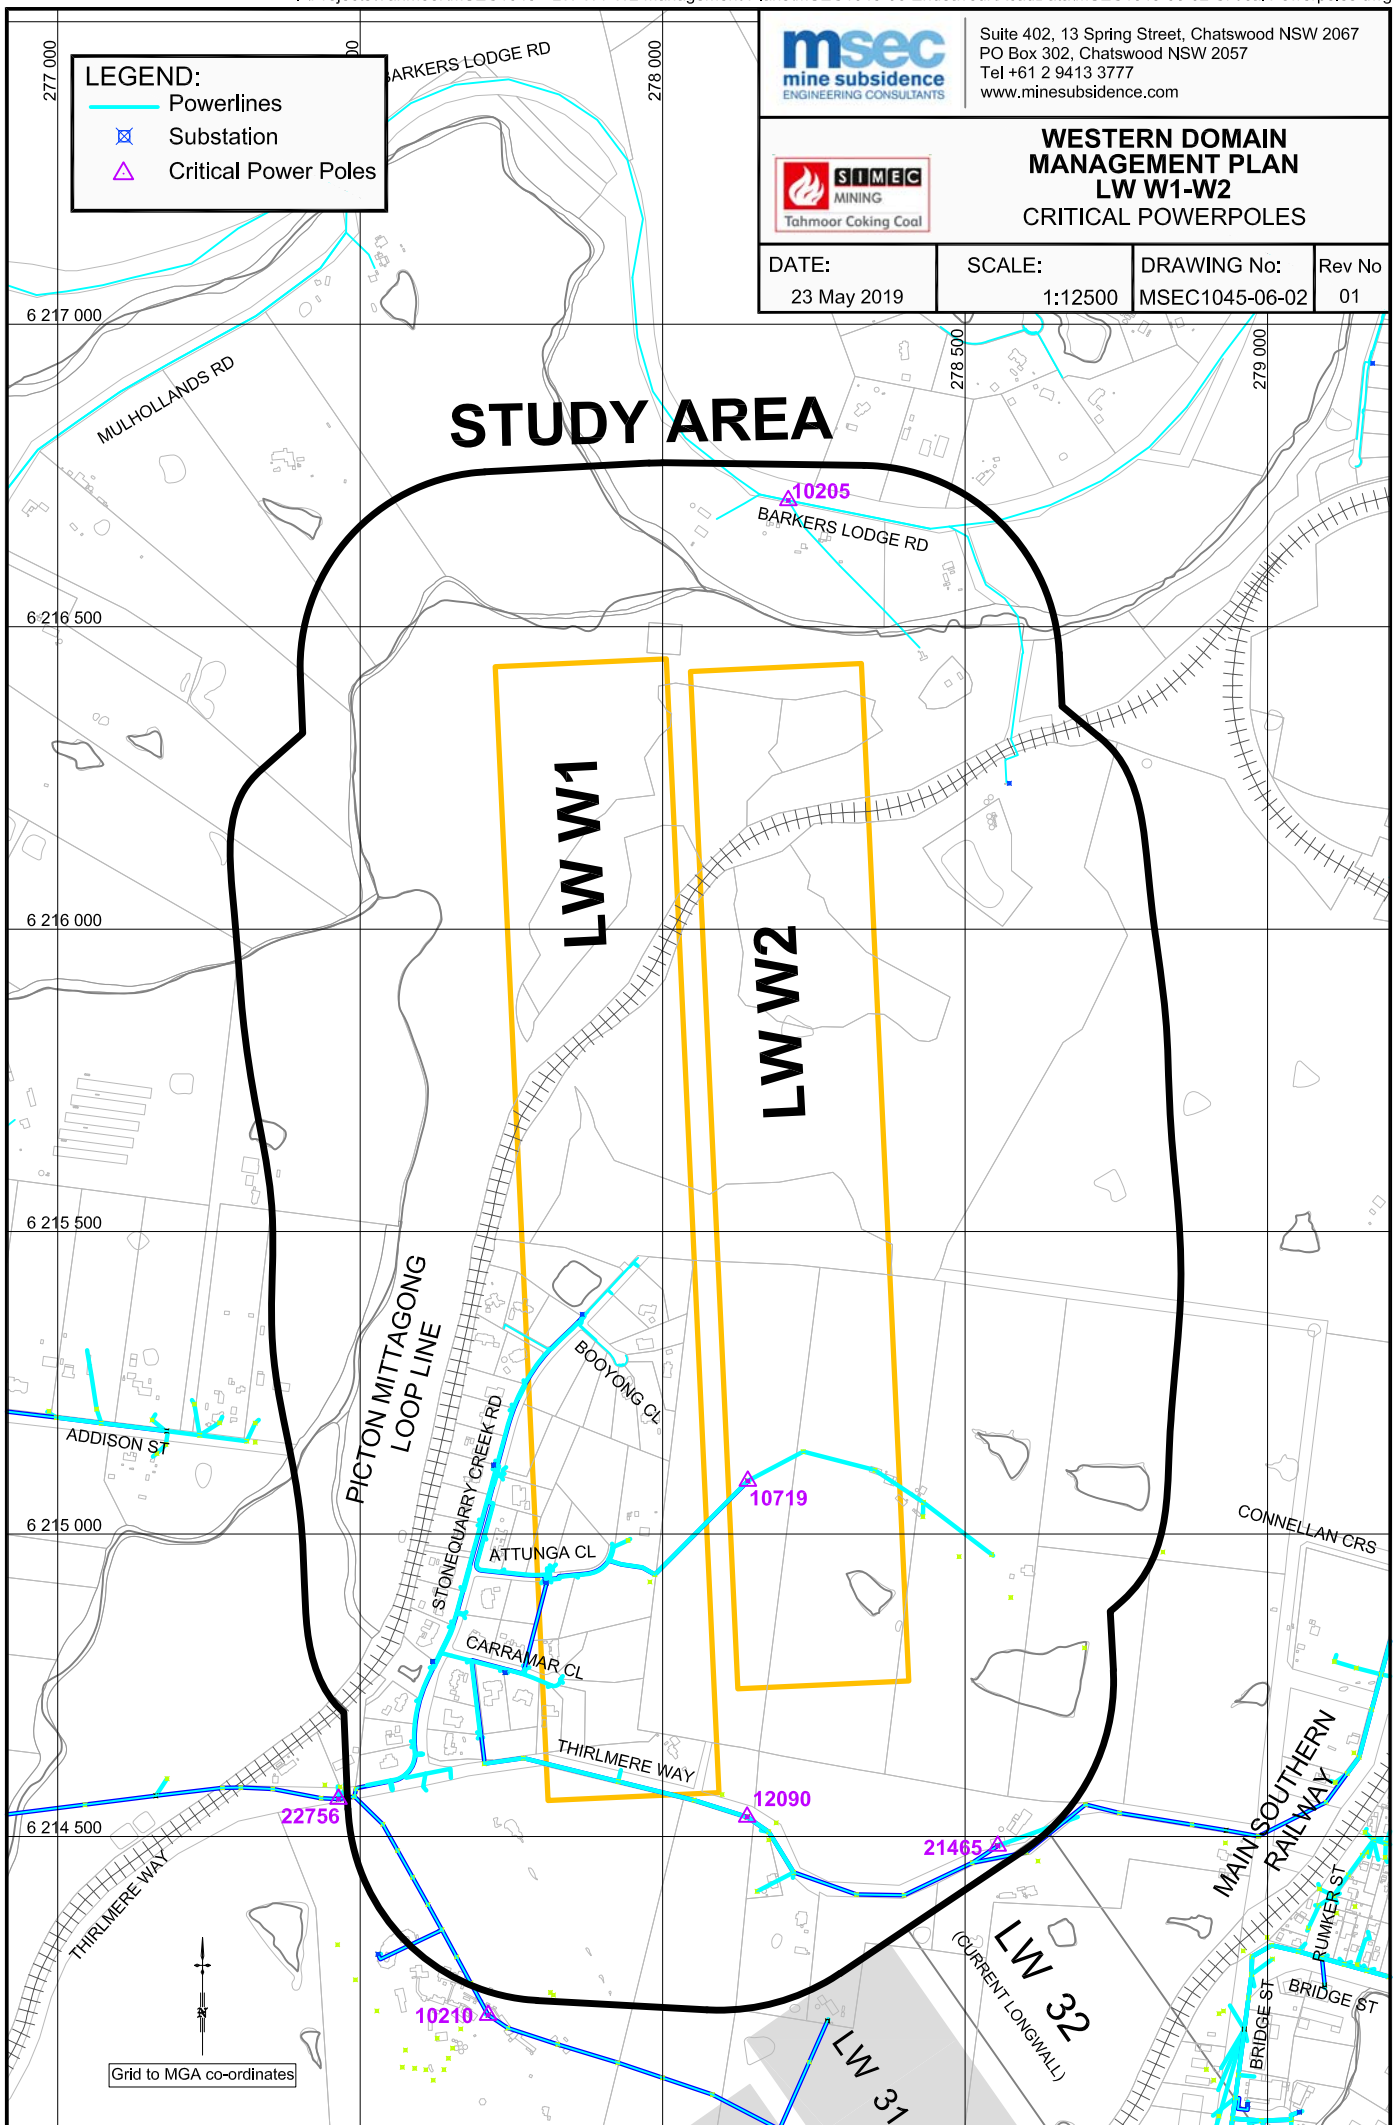 LEGEND:
Powerlines
Substation
Critical Power Poles
msec
mine subsidence
ENGINEERING CONSULTANTS
Suite 402, 13 Spring Street, Chatswood NSW 2067
PO Box 302, Chatswood NSW 2057
Tel +61 2 9413 3777
www.minesubsidence.com
SIMEC
MINING
Tahmoor Coking Coal
WESTERN DOMAIN
MANAGEMENT PLAN
LW W1-W2
CRITICAL POWERPOLES
DATE:
23 May 2019
SCALE:
1:12500
DRAWING No:
MSEC1045-06-02
Rev No
01
277 000
278 000
278 500
279 000
BARKERS LODGE RD
6 217 000
MULHOLLANDS RD
STUDY AREA
10205
BARKERS LODGE RD
6 216 500
LW W1
6 216 000
LW W2
6 215 500
PICTON MITTAGONG
LOOP LINE
BOOYONG CL
STONEQUARRY CREEK RD
ADDISON ST
10719
6 215 000
CONNELLAN CRS
ATTUNGA CL
CARRAMAR CL
THIRLMERE WAY
12090
22756
6 214 500
21465
MAIN SOUTHERN
RAILWAY
THIRLMERE WAY
RUMKER ST
LW 32
(CURRENT LONGWALL)
BRIDGE ST
BRIDGE ST
10210
LW 31
N
Grid to MGA co-ordinates